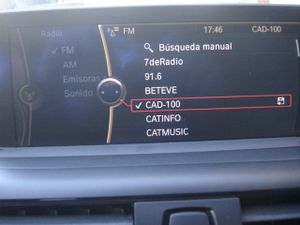 Radio
FM
17:46
CAD-100
✓ FM
AM
Emisoras
Sonido
Búsqueda manual
7deRadio
91.6
BETEVE
✓ CAD-100
CATINFO
CATMUSIC